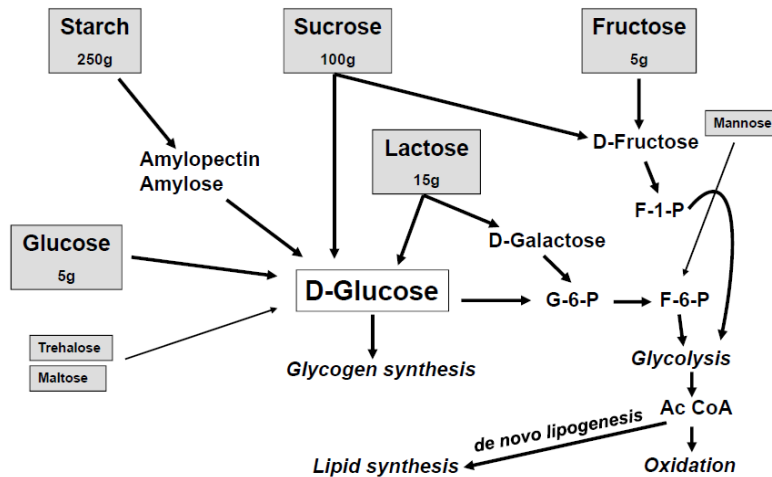 Starch
250g
Sucrose
100g
Fructose
5g
Mannose
D-Fructose
Amylopectin
Amylose
Lactose
15g
F-1-P
Glucose
5g
D-Galactose
D-Glucose
G-6-P
F-6-P
Trehalose
Maltose
Glycogen synthesis
Glycolysis
Ac CoA
de novo lipogenesis
Lipid synthesis
Oxidation